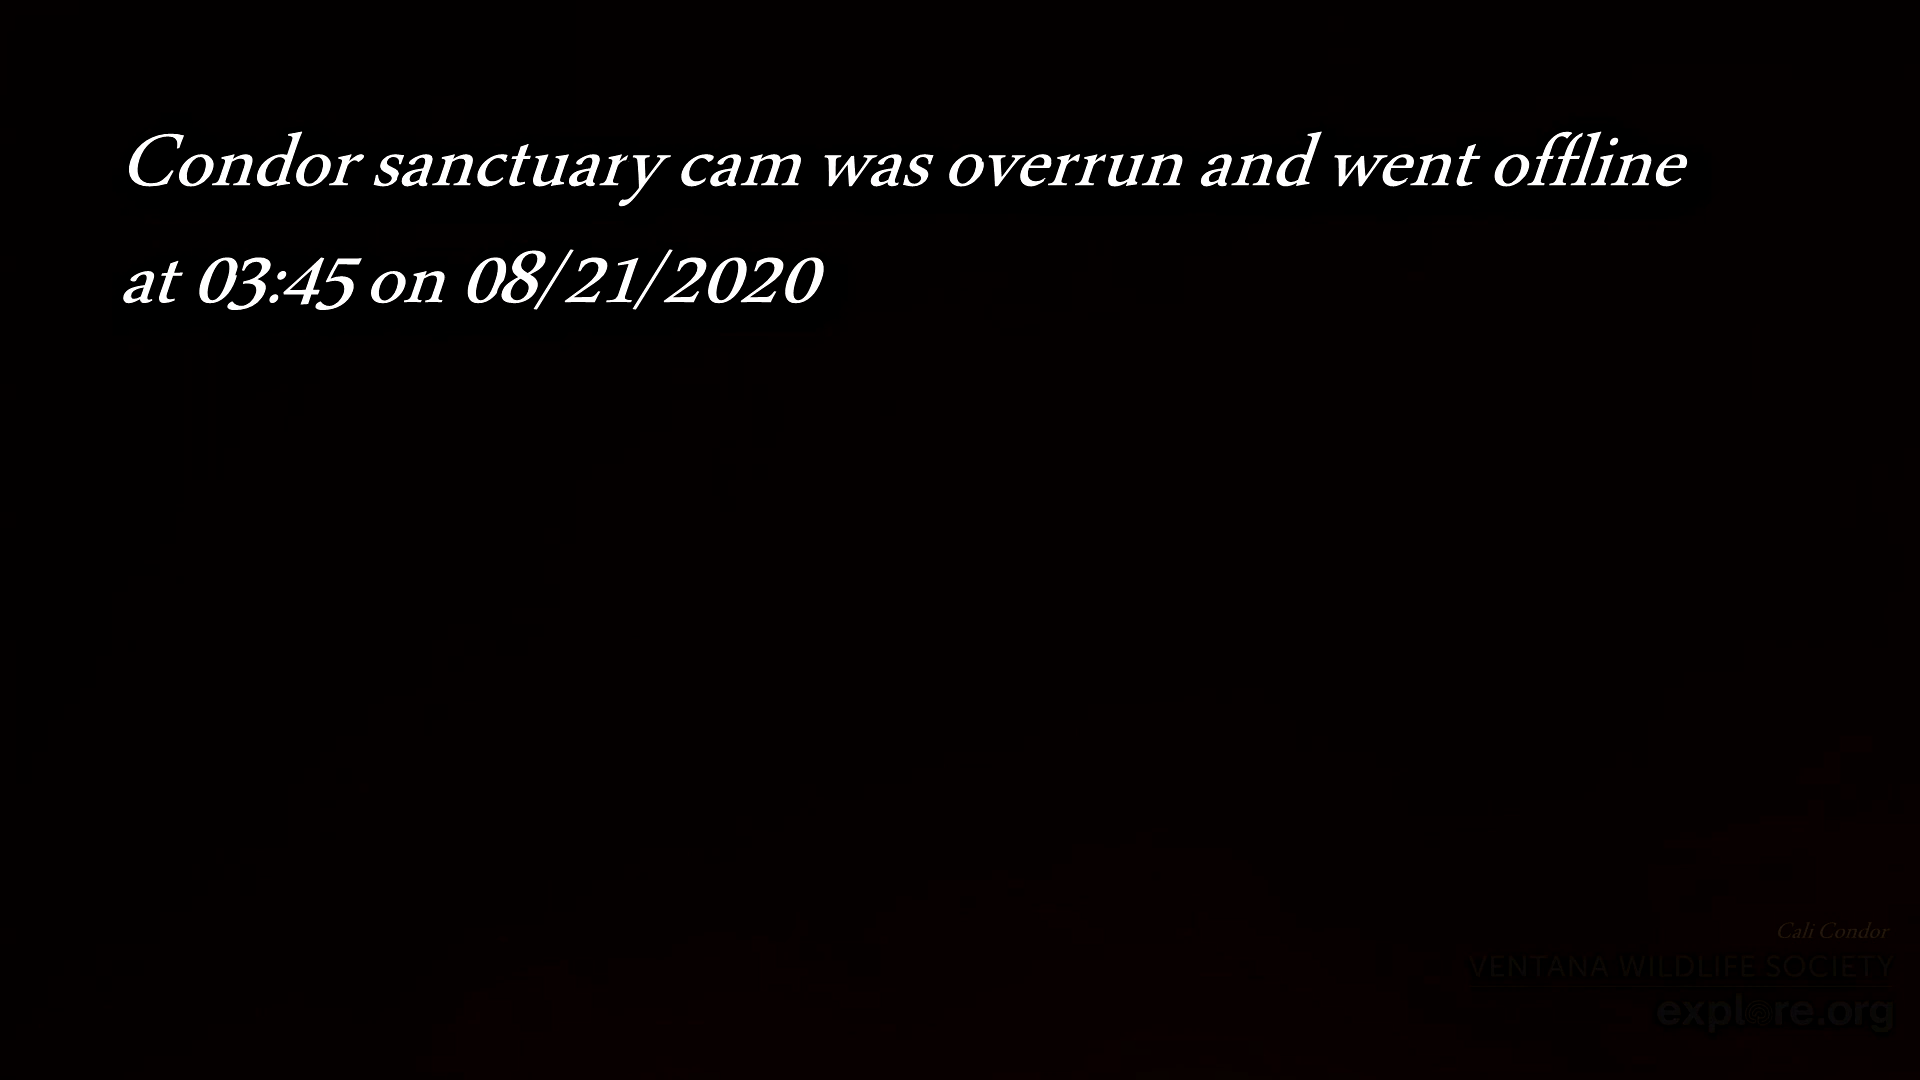 Condor sanctuary cam was overrun and went offline
at 03:45 on 08/21/2020
Cali Condor
VENTANA WILDLIFE SOCIETY
explore.org